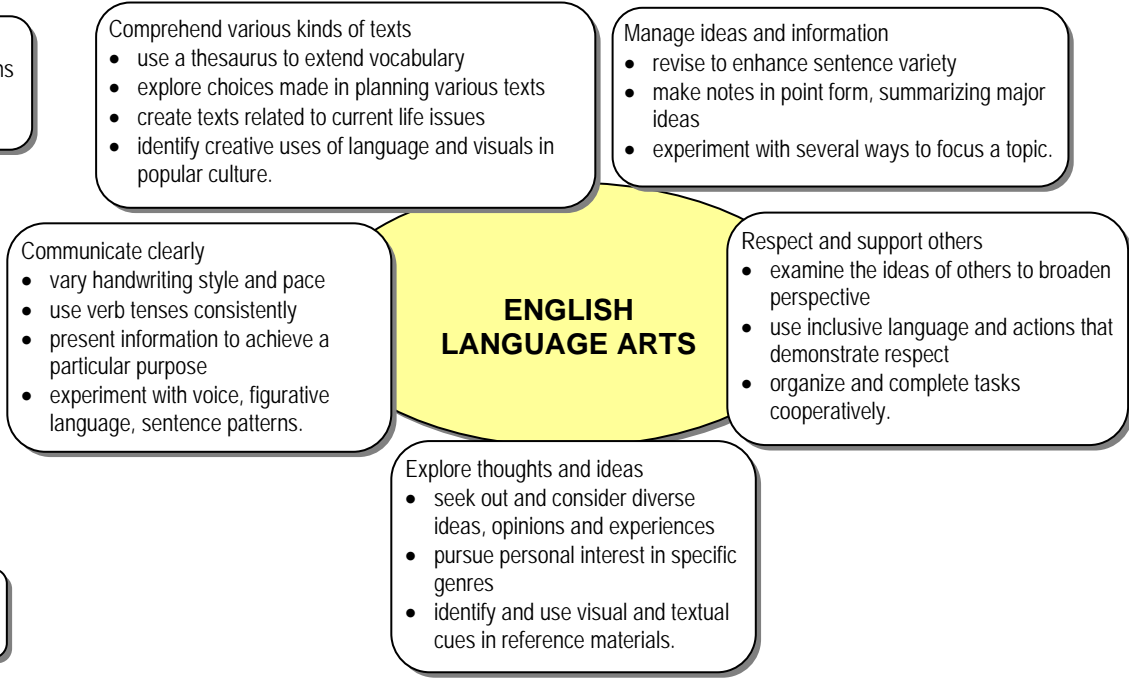 ns
Comprehend various kinds of texts
• use a thesaurus to extend vocabulary
• explore choices made in planning various texts
• create texts related to current life issues
• identify creative uses of language and visuals in
popular culture.
Manage ideas and information
• revise to enhance sentence variety
• make notes in point form, summarizing major
ideas
• experiment with several ways to focus a topic.
Communicate clearly
• vary handwriting style and pace
• use verb tenses consistently
• present information to achieve a
particular purpose
• experiment with voice, figurative
language, sentence patterns.
ENGLISH
LANGUAGE ARTS
Respect and support others
• examine the ideas of others to broaden
perspective
• use inclusive language and actions that
demonstrate respect
• organize and complete tasks
cooperatively.
Explore thoughts and ideas
• seek out and consider diverse
ideas, opinions and experiences
• pursue personal interest in specific
genres
• identify and use visual and textual
cues in reference materials.